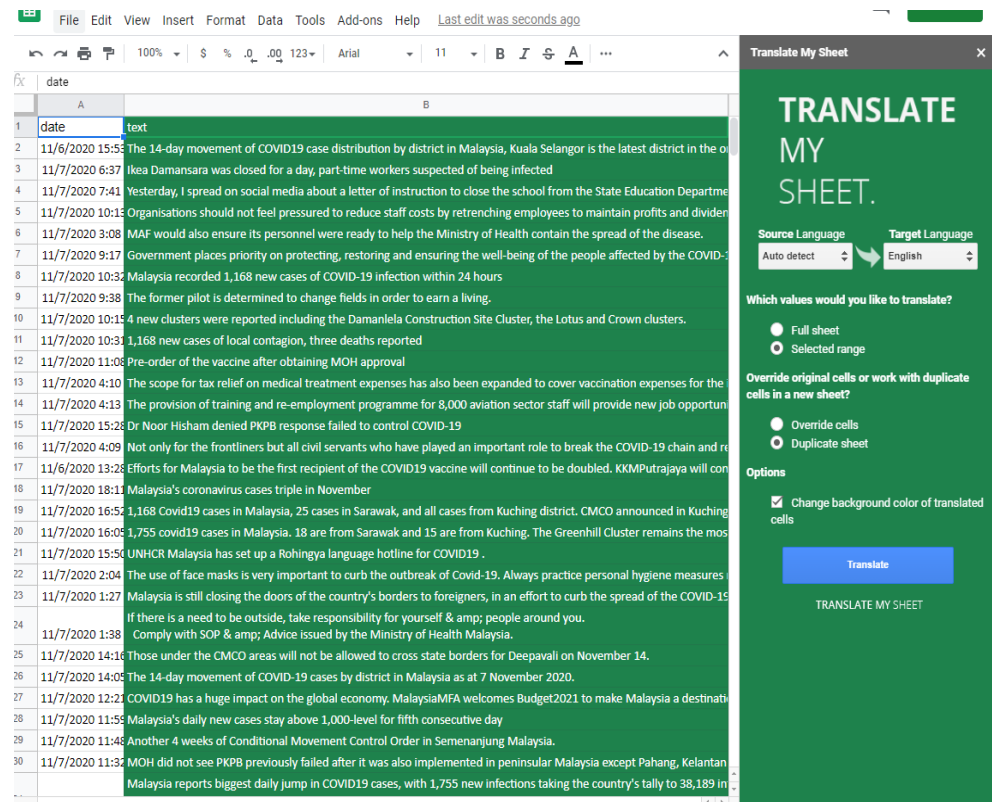 File Edit View Insert Format Data Tools Add-ons Help Last edit was seconds ago
100% $ % .0 .00 123 Arial 11 B I S A ...
fx date
A B
1 date text
2 11/6/2020 15:53 The 14-day movement of COVID19 case distribution by district in Malaysia, Kuala Selangor is the latest district in the
3 11/7/2020 6:37 Ikea Damansara was closed for a day, part-time workers suspected of being infected
4 11/7/2020 7:41 Yesterday, I spread on social media about a letter of instruction to close the school from the State Education Departme
5 11/7/2020 10:13 Organisations should not feel pressured to reduce staff costs by retrenching employees to maintain profits and dividen
6 11/7/2020 3:08 MAF would also ensure its personnel were ready to help the Ministry of Health contain the spread of the disease.
7 11/7/2020 9:17 Government places priority on protecting, restoring and ensuring the well-being of the people affected by the COVID-
8 11/7/2020 10:32 Malaysia recorded 1,168 new cases of COVID-19 infection within 24 hours
9 11/7/2020 9:38 The former pilot is determined to change fields in order to earn a living.
10 11/7/2020 10:15 4 new clusters were reported including the Damanlela Construction Site Cluster, the Lotus and Crown clusters.
11 11/7/2020 10:31 1,168 new cases of local contagion, three deaths reported
12 11/7/2020 11:08 Pre-order of the vaccine after obtaining MOH approval
13 11/7/2020 4:10 The scope for tax relief on medical treatment expenses has also been expanded to cover vaccination expenses for the
14 11/7/2020 4:13 The provision of training and re-employment programme for 8,000 aviation sector staff will provide new job opportuni
15 11/7/2020 15:28 Dr Noor Hisham denied PKPB response failed to control COVID-19
16 11/7/2020 4:09 Not only for the frontliners but all civil servants who have played an important role to break the COVID-19 chain and re
17 11/6/2020 13:28 Efforts for Malaysia to be the first recipient of the COVID19 vaccine will continue to be doubled. KKMPutrajaya will con
18 11/7/2020 18:11 Malaysia's coronavirus cases triple in November
19 11/7/2020 16:52 1,168 Covid19 cases in Malaysia, 25 cases in Sarawak, and all cases from Kuching district. CMCO announced in Kuching
20 11/7/2020 16:05 1,755 covid19 cases in Malaysia. 18 are from Sarawak and 15 are from Kuching. The Greenhill Cluster remains the mos
21 11/7/2020 15:50 UNHCR Malaysia has set up a Rohingya language hotline for COVID19 .
22 11/7/2020 2:04 The use of face masks is very important to curb the outbreak of Covid-19. Always practice personal hygiene measures
23 11/7/2020 1:27 Malaysia is still closing the doors of the country's borders to foreigners, in an effort to curb the spread of the COVID-19
If there is a need to be outside, take responsibility for yourself & amp; people around you.
24 11/7/2020 1:38 Comply with SOP & amp; Advice issued by the Ministry of Health Malaysia.
25 11/7/2020 14:16 Those under the CMCO areas will not be allowed to cross state borders for Deepavali on November 14.
26 11/7/2020 14:05 The 14-day movement of COVID-19 cases by district in Malaysia as at 7 November 2020.
27 11/7/2020 12:21 COVID19 has a huge impact on the global economy. MalaysiaMFA welcomes Budget2021 to make Malaysia a destinati
28 11/7/2020 11:59 Malaysia's daily new cases stay above 1,000-level for fifth consecutive day
29 11/7/2020 11:48 Another 4 weeks of Conditional Movement Control Order in Semenanjung Malaysia.
30 11/7/2020 11:32 MOH did not see PKPB previously failed after it was also implemented in peninsular Malaysia except Pahang, Kelantan
Malaysia reports biggest daily jump in COVID19 cases, with 1,755 new infections taking the country's tally to 38,189 in
Translate My Sheet ×
TRANSLATE
MY
SHEET.
Source Language Target Language
Auto detect English
Which values would you like to translate?
Full sheet
Selected range
Override original cells or work with duplicate
cells in a new sheet?
Override cells
Duplicate sheet
Options
Change background color of translated
cells
Translate
TRANSLATE MY SHEET